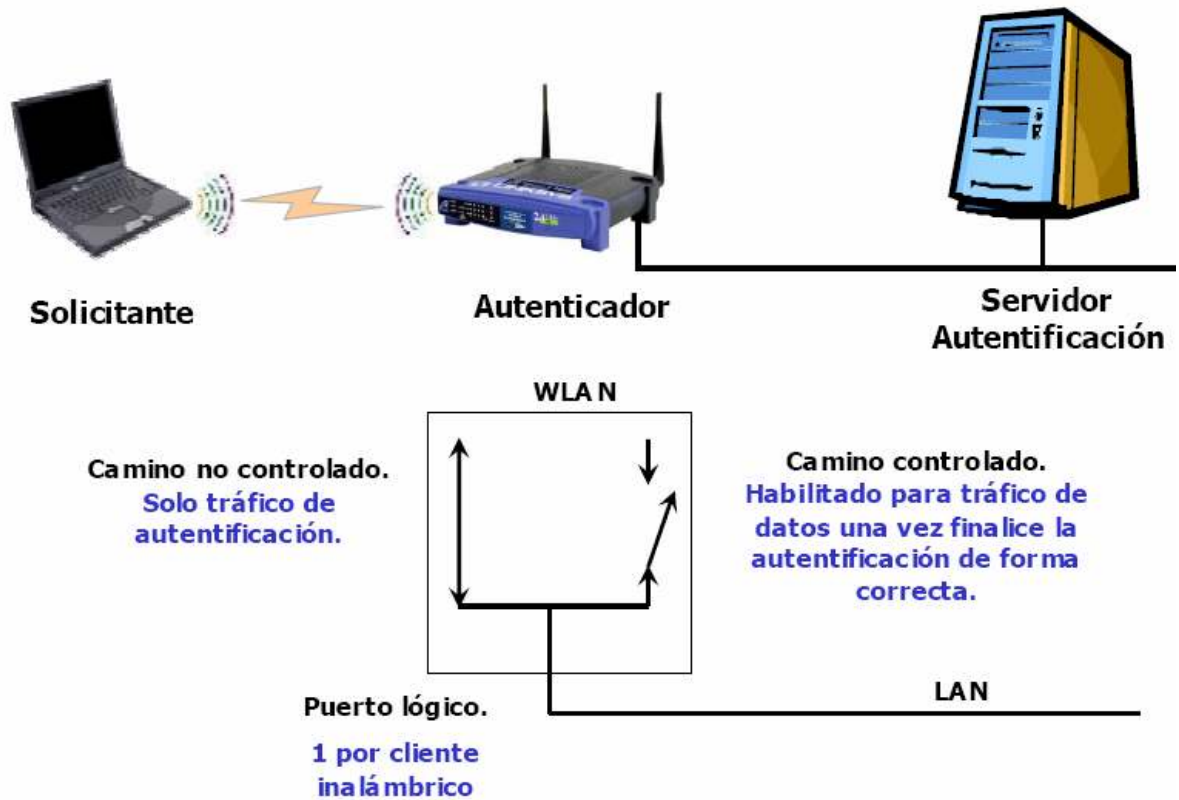 Solicitante
Autenticador
Servidor
Autentificación
WLAN
Camino no controlado.
Solo tráfico de
autentificación.
Camino controlado.
Habilitado para tráfico de
datos una vez finalice la
autentificación de forma
correcta.
Puerto lógico.
1 por cliente
inalámbrico
LAN